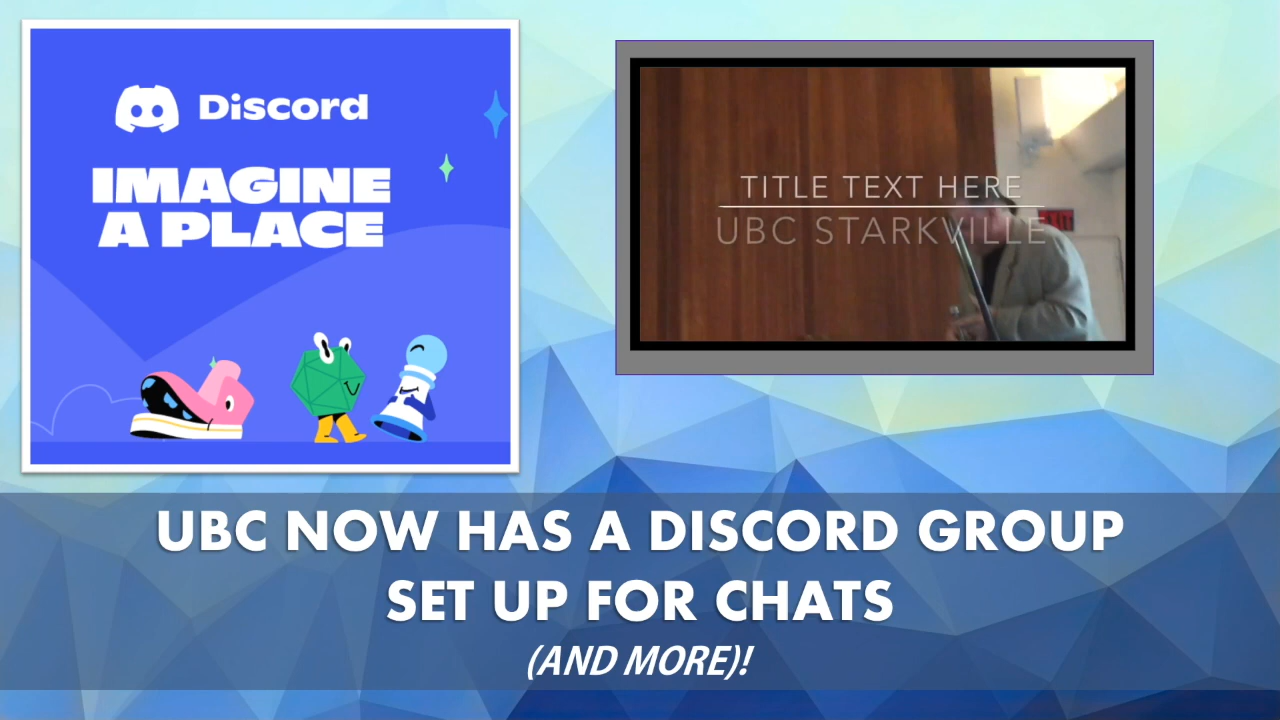 Discord
IMAGINE
A PLACE
TITLE TEXT HERE
UBC STARKVILLE
EXIT
UBC NOW HAS A DISCORD GROUP
SET UP FOR CHATS
(AND MORE)!